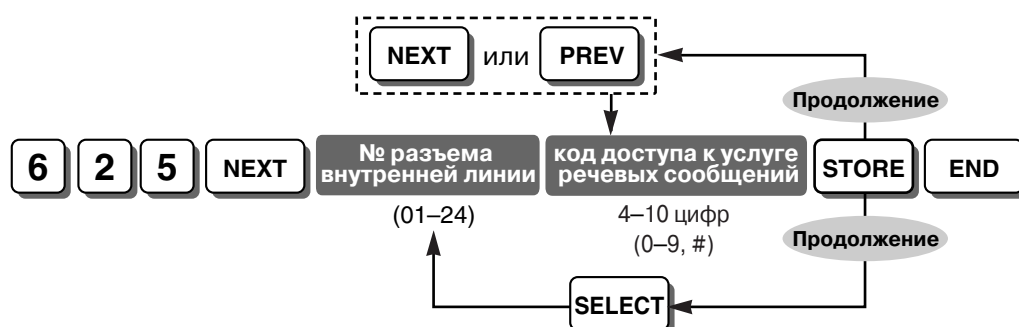 NEXT или PREV
Продолжение
6 2 5 NEXT № разъема внутренней линии код доступа к услуге речевых сообщений STORE END
(01–24)
4–10 цифр
(0–9, #)
Продолжение
SELECT